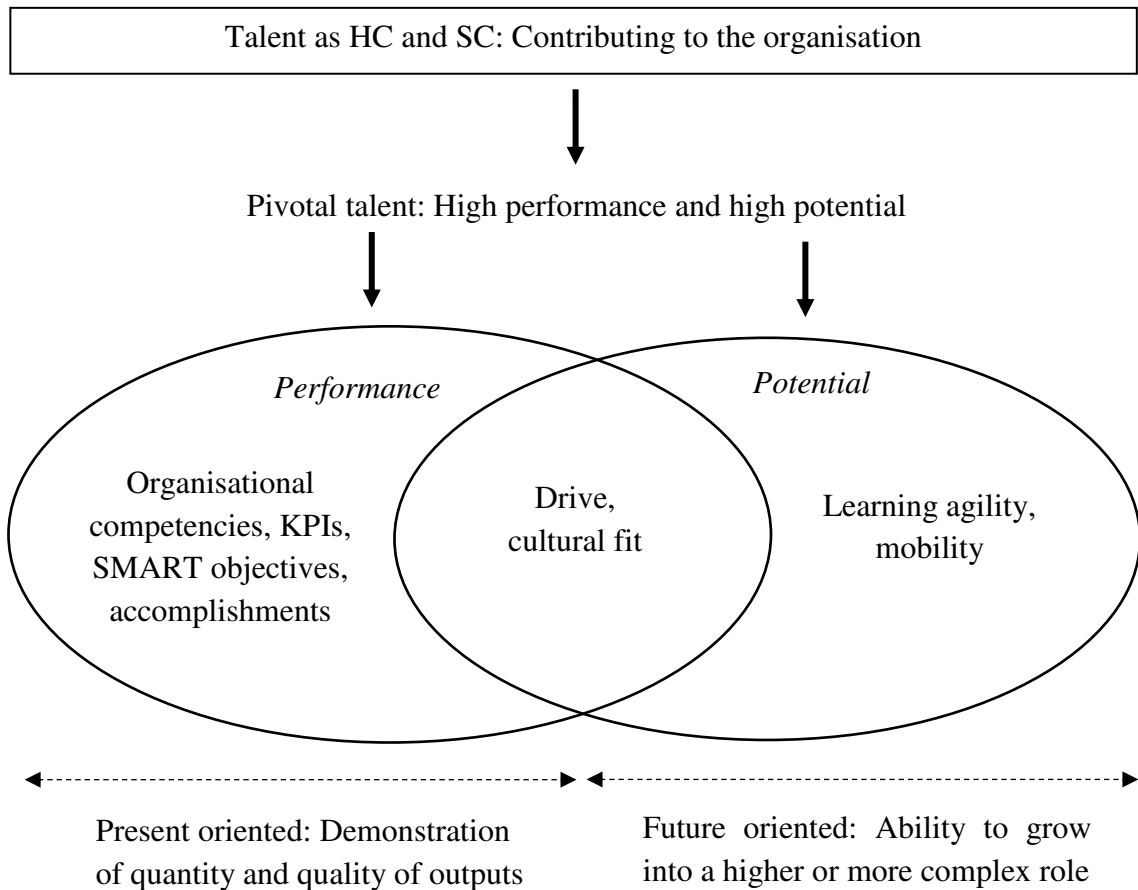 Talent as HC and SC: Contributing to the organisation
Pivotal talent: High performance and high potential
Performance
Organisational
competencies, KPIs,
SMART objectives,
accomplishments
Drive,
cultural fit
Potential
Learning agility,
mobility
Present oriented: Demonstration
of quantity and quality of outputs
Future oriented: Ability to grow
into a higher or more complex role